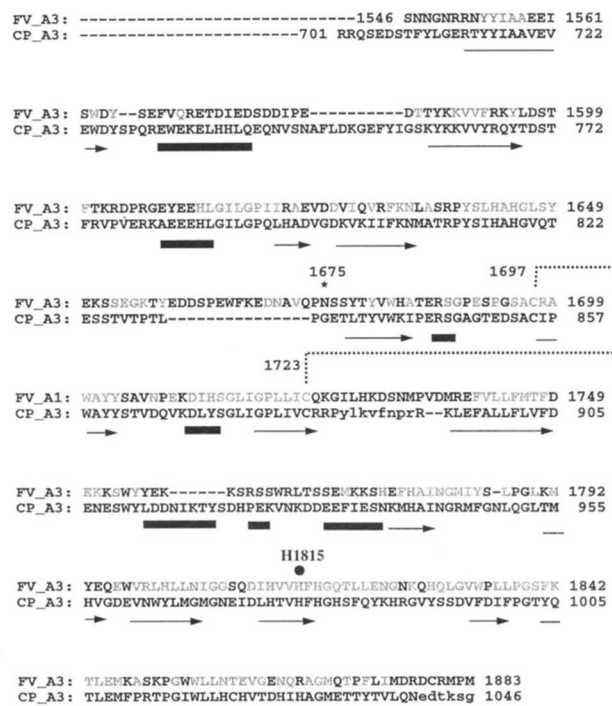 FV_A3: ------------------------------------1546 SNNGNRRNYYIAAEEI 1561
CP_A3: ----------------------------701 RRQSEDSTFYLGERTYYIAAVEV 722
FV_A3: SWDY--SEFVQRETDIEDSDDIPE----------DTTYKKVVFRKYLDST 1599
CP_A3: EWDYSPQREWEKELHHLQEQNVSNAFLDKGEFYIGSKYKKVVYRQYTDST 772
FV_A3: FTKRDPRGEYEEHLGILGPIIRAEVDDVIQVRFKNLASRPYSLHAHGLSY 1649
CP_A3: FRVPVERKAEEEHLGILGPQLHADVGDKVKIIFKNMATRPYSIHAHGVQT 822
1675 1697
*
FV_A3: EKSSEGKTYEDDSPEWFKEDNAVQPNSSYTYVWHATERSGPESPGSACRA 1699
CP_A3: ESSTVTPTL---------------PGETLTYVWKIPERSGAGTEDSACIP 857
1723
FV_A1: WAYYSAVNPEKDIHSGLIGPLLICQKGILHKDSNMPVDMREFVLLFMTFD 1749
CP_A3: WAYYSTVDQVKDLYSGLIGPLIVCRRPylkvfnprR--KLEFALLFLVFD 905
FV_A3: EKKSWYYEK------KSRSSWRLTSSEMKKSHEFHAINGMIYS-LPGLKM 1792
CP_A3: ENESWYLDDNIKTYSDHPEKVNKDDEEFIESNKMHAINGRMFGNLQGLTM 955
H1815
FV_A3: YEQEWVRLHLLNIGGSQDIHVVHFHGQTLLENGNKQHQLGVWPLLPGSFK 1842
CP_A3: HVGDEVNWYLMGMGNEIDLHTVHFHGHSFQYKHRGVYSSDVFDIFPGTYQ 1005
FV_A3: TLEMKASKPGWWLLNTEVGENQRAGMQTPFLIMDRDCRMPM 1883
CP_A3: TLEMFPRTPGIWLLHCHVTDHIHAGMETTYTVLQNedtksg 1046